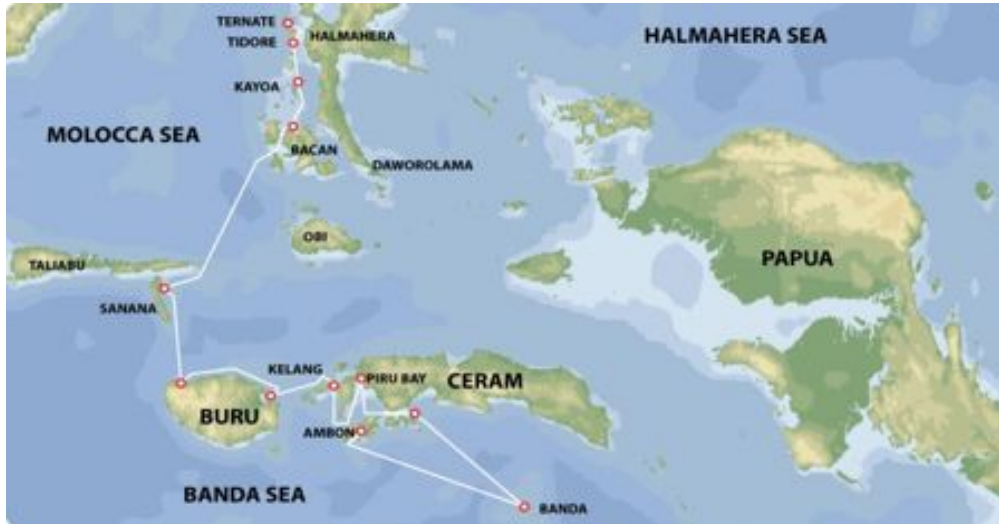 TERNATE
TIDORE
HALMAHERA
HALMAHERA SEA
KAYOA
MOLOCCA SEA
BACAN
DAWOROLAMA
OBI
TALIABU
PAPUA
SANANA
KELANG
PIRU BAY
CERAM
BURU
AMBON
BANDA SEA
BANDA